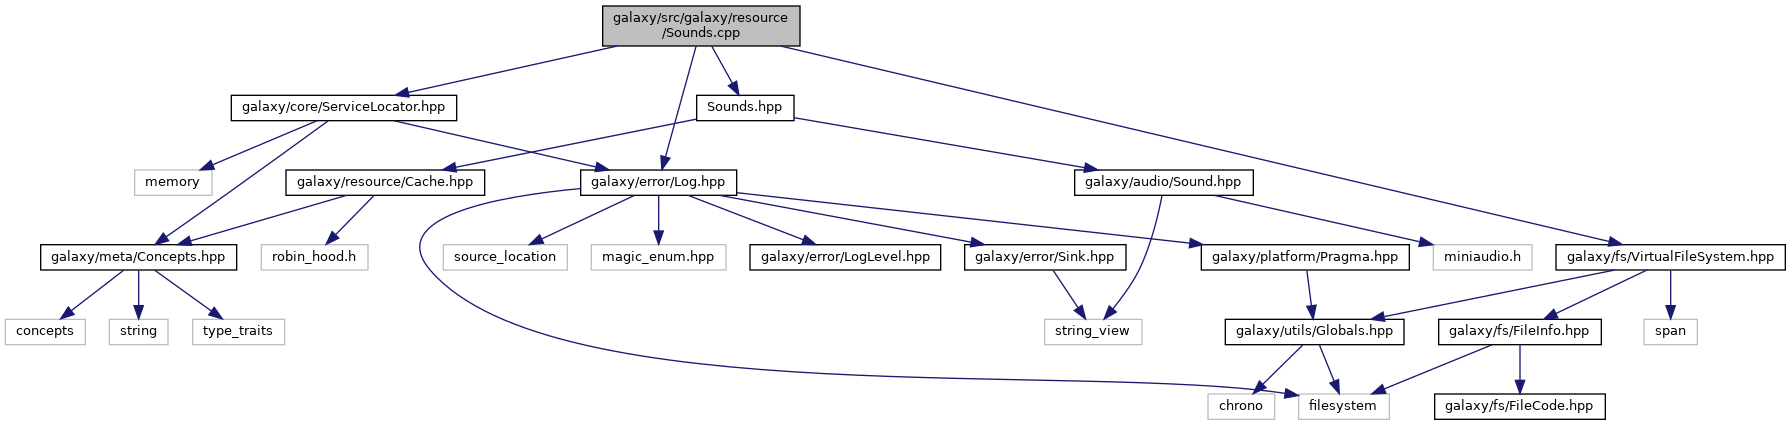 galaxy/src/galaxy/resource
/Sounds.cpp
galaxy/core/ServiceLocator.hpp
Sounds.hpp
memory
galaxy/resource/Cache.hpp
galaxy/error/Log.hpp
galaxy/audio/Sound.hpp
galaxy/meta/Concepts.hpp
robin_hood.h
source_location
magic_enum.hpp
galaxy/error/LogLevel.hpp
galaxy/error/Sink.hpp
galaxy/platform/Pragma.hpp
miniaudio.h
galaxy/fs/VirtualFileSystem.hpp
concepts
string
type_traits
string_view
galaxy/utils/Globals.hpp
galaxy/fs/FileInfo.hpp
span
chrono
filesystem
galaxy/fs/FileCode.hpp